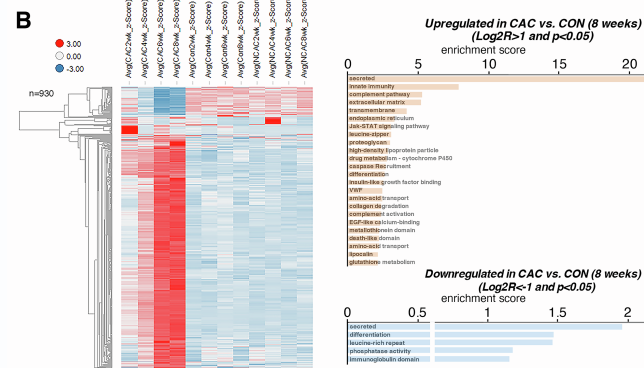 B
3.00
0.00
-3.00
n=930
Avg(CAC2wk_z-Score)
Avg(CAC4wk_z-Score)
Avg(CAC6wk_z-Score)
Avg(CAC8wk_z-Score)
Avg(Con2wk_z-Score)
Avg(Con4wk_z-Score)
Avg(Con6wk_z-Score)
Avg(Con8wk_z-Score)
Avg(NCAC2wk_z-Score)
Avg(NCAC4wk_z-Score)
Avg(NCAC6wk_z-Score)
Avg(NCAC8wk_z-Score)
Upregulated in CAC vs. CON (8 weeks)
(Log2R>1 and p<0.05)
enrichment score
0 5 10 15 20
secreted
innate immunity
complement pathway
extracellular matrix
transmembrane
endoplasmic reticulum
Jak-STAT signaling pathway
leucine-zipper
proteoglycan
high-density lipoprotein particle
drug metabolism - cytochrome P450
caspase Recruitment
differentiation
insulin-like growth factor binding
VWF
amino-acid transport
collagen degradation
complement activation
EGF-like calcium-binding
metallothionein domain
death-like domain
amino-acid transport
lipocalin
glutathione metabolism
Downregulated in CAC vs. CON (8 weeks)
(Log2R<-1 and p<0.05)
enrichment score
0 0.5 1 1.5 2
secreted
differentiation
leucine-rich repeat
phosphatase activity
immunoglobulin domain